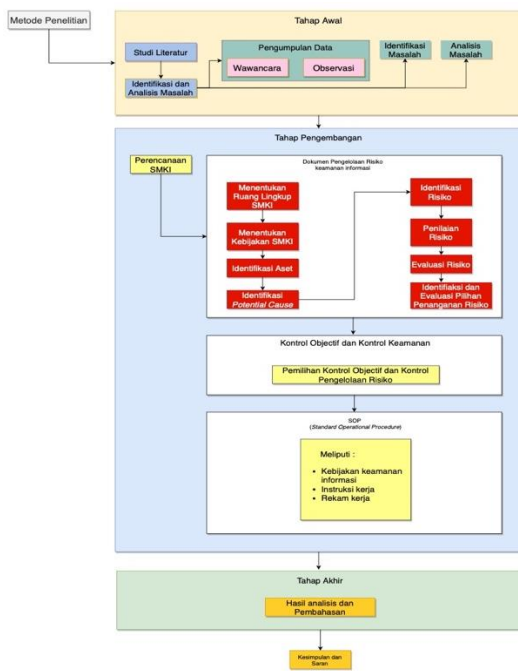 Metode Penelitian
Tahap Awal
Studi Literatur
Identifikasi dan
Analisis Masalah
Pengumpulan Data
Wawancara
Observasi
Identifikasi
Masalah
Analisis
Masalah
Tahap Pengembangan
Perencanaan
SMKI
Dokumen Pengelolaan Risiko
keamanan informasi
Menentukan
Ruang Lingkup
SMKI
Menentukan
Kebijakan SMKI
Identifikasi Aset
Identifikasi
Potential Cause
Identifikasi
Risiko
Penilaian
Risiko
Evaluasi Risiko
Identifiaksi dan
Evaluasi Pilihan
Penanganan Risiko
Kontrol Objectif dan Kontrol Keamanan
Pemilihan Kontrol Objectif dan Kontrol
Pengelolaan Risiko
SOP
(Standard Operational Procedure)
Meliputi :
• Kebijakan keamanan
informasi
• Instruksi kerja
• Rekam kerja
Tahap Akhir
Hasil analisis dan
Pembahasan
Kesimpulan dan
Saran